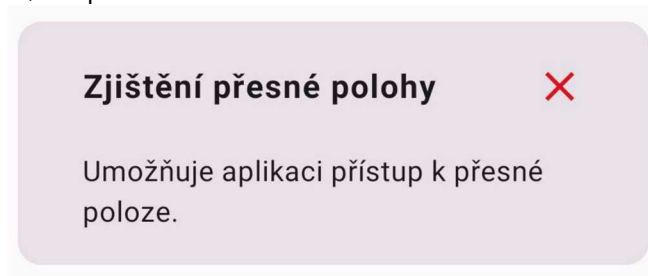 Zjištění přesné polohy
Umožňuje aplikaci přístup k přesné
poloze.